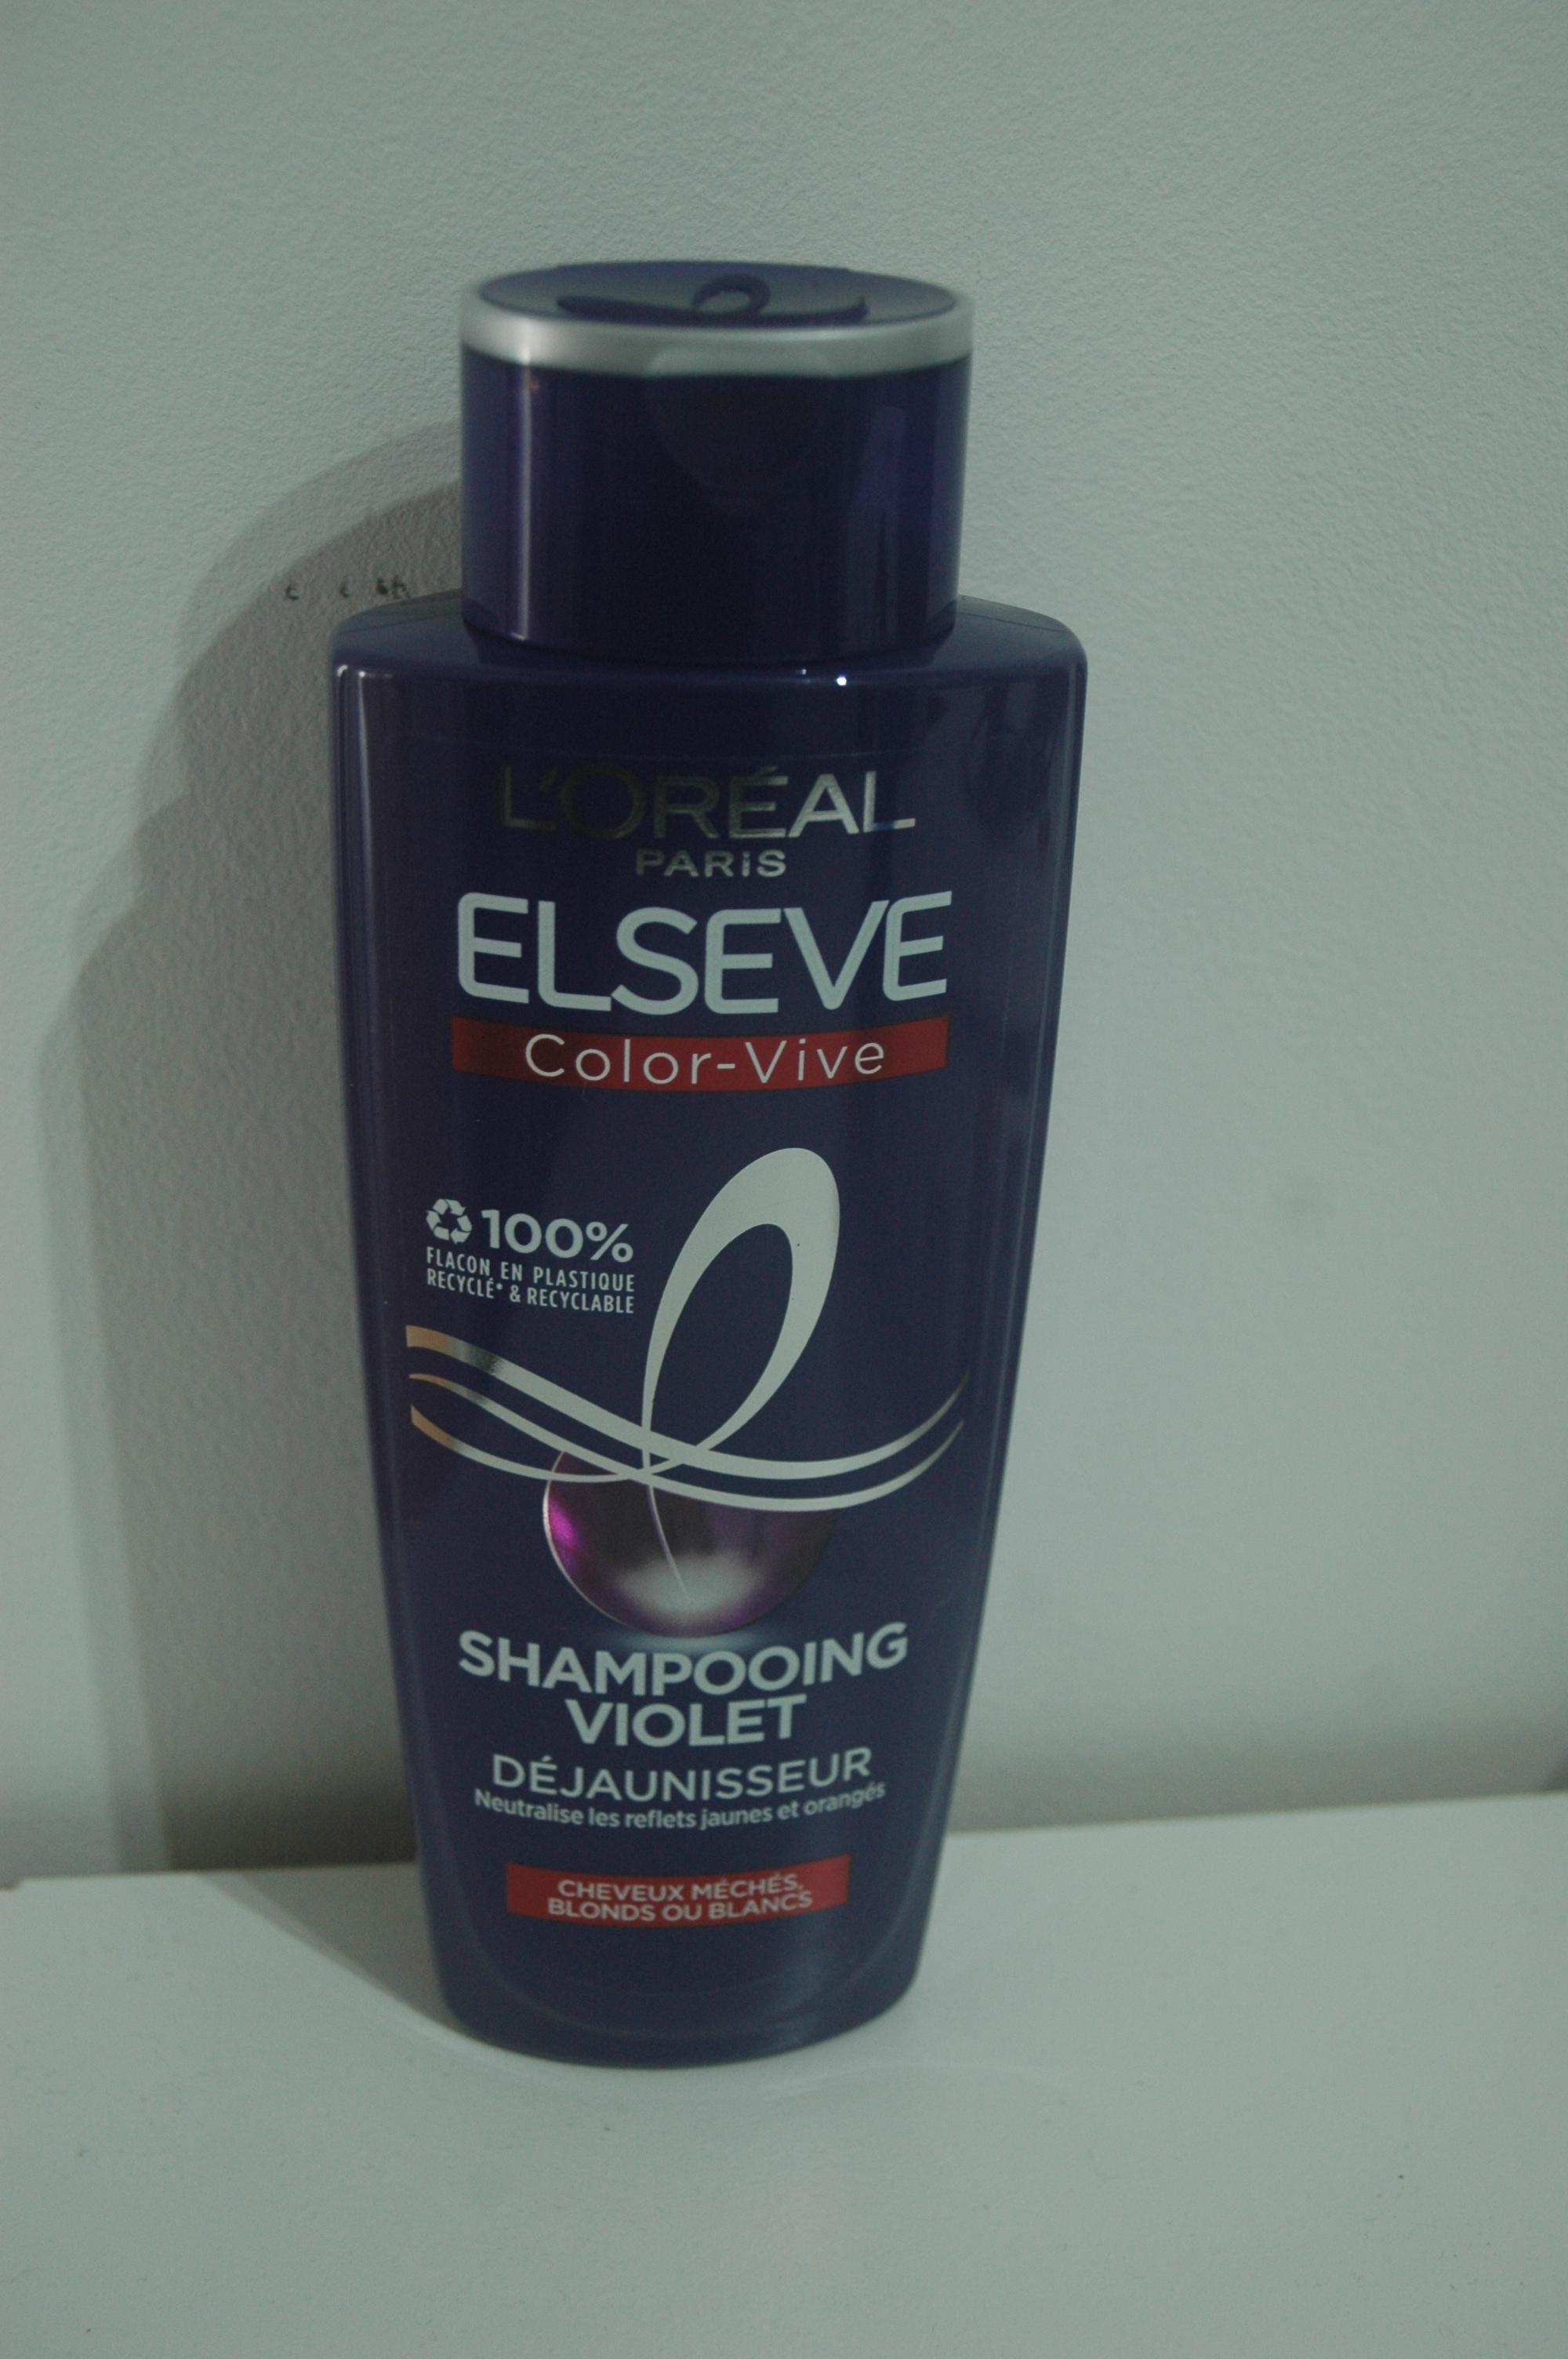 L'ORÉAL
PARiS
ELSEVE
Color-Vive
100%
FLACON EN PLASTIQUE
RECYCLÉ* & RECYCLABLE
SHAMPOOING
VIOLET
DÉJAUNISSEUR
Neutralise les reflets jaunes et orangés
CHEVEUX MÉCHÉS,
BLONDS OU BLANCS